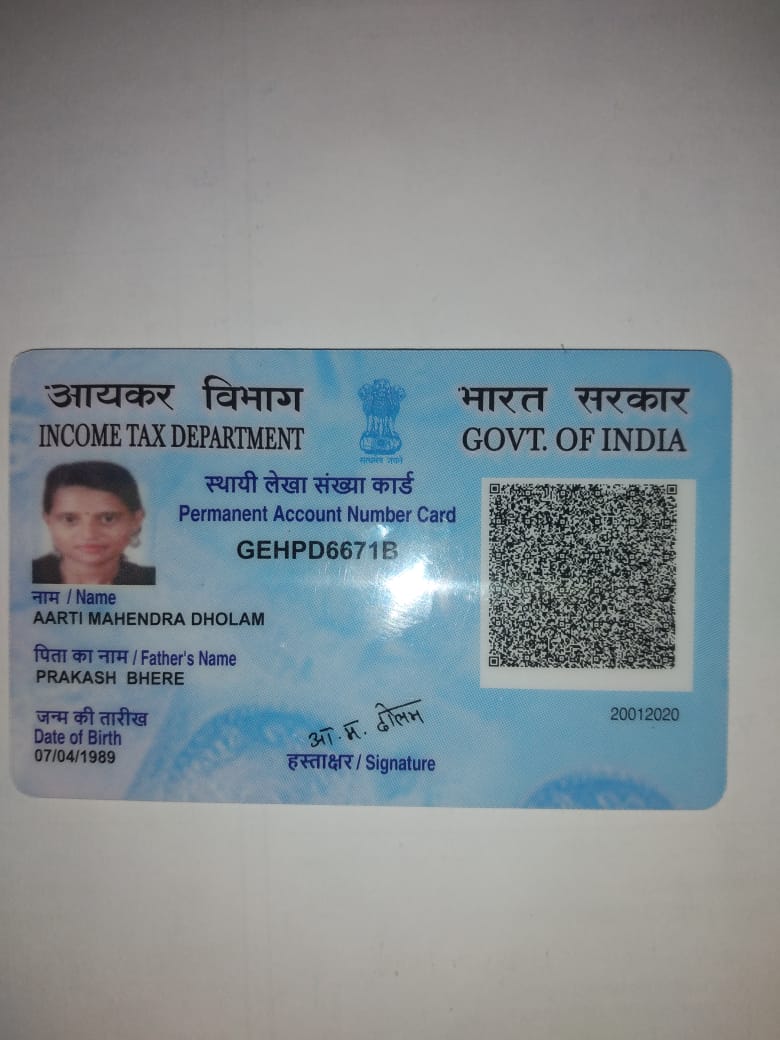 आयकर विभाग
INCOME TAX DEPARTMENT
सत्यमेव जयते
भारत सरकार
GOVT. OF INDIA
स्थायी लेखा संख्या कार्ड
Permanent Account Number Card
GEHPD6671B
नाम / Name
AARTI MAHENDRA DHOLAM
पिता का नाम / Father's Name
PRAKASH BHERE
जन्म की तारीख
Date of Birth
07/04/1989
आ. म. ढोलम
हस्ताक्षर / Signature
20012020